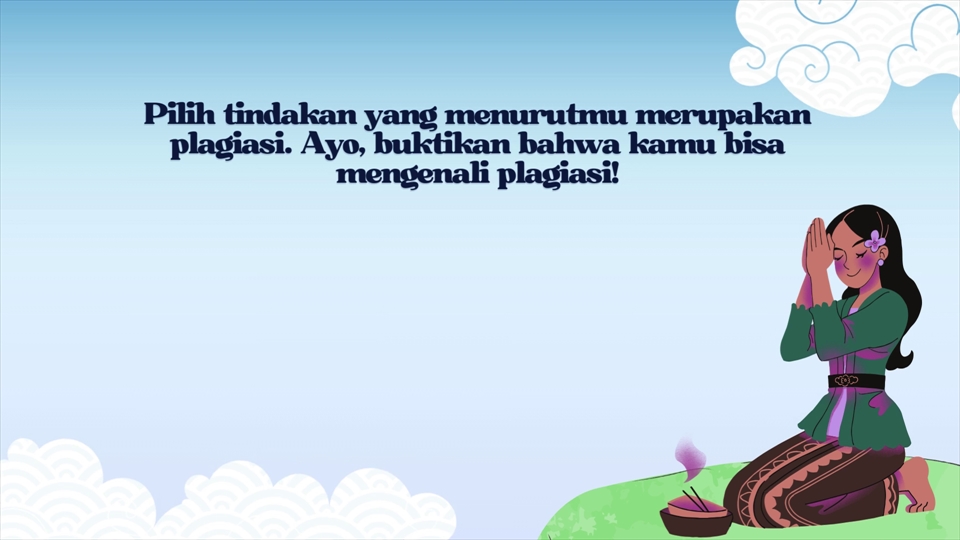 Pilih tindakan yang menurutmu merupakan
plagiasi. Ayo, buktikan bahwa kamu bisa
mengenali plagiasi!